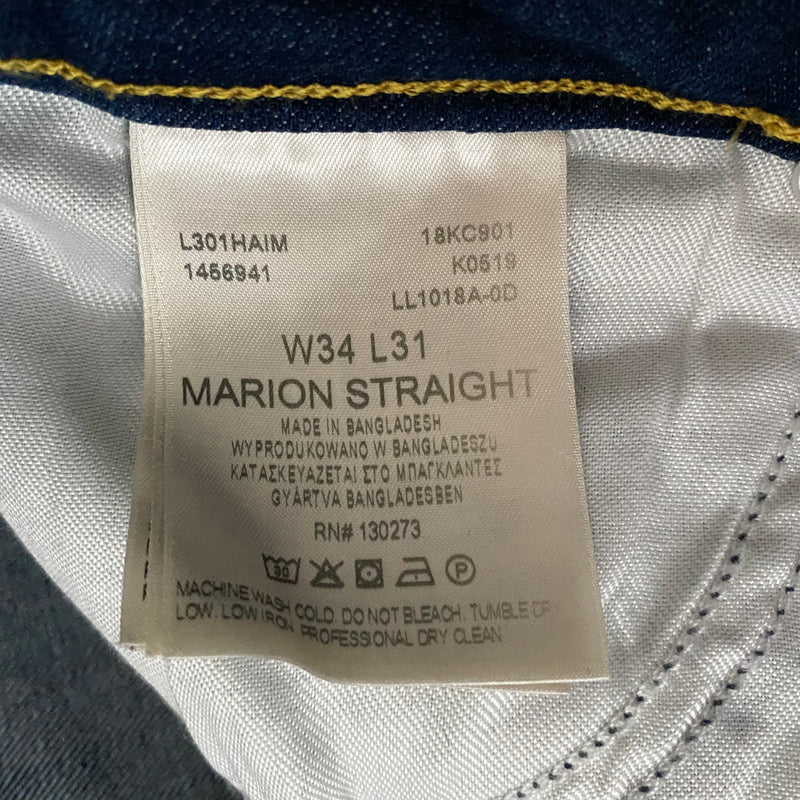 L301HAIM 18KC901
1456941 K0519
LL1018A-0D
W34 L31
MARION STRAIGHT
MADE IN BANGLADESH
WYPRODUKOWANO W BANGLADESZU
ΚΑΤΑΣΚΕΥΑΖΕΤΑΙ ΣΤΟ ΜΠΑΓΚΛΑΝΤΕΣ
GYÁRTVA BANGLADESBEN
RN# 130273
30 P
MACHINE WASH COLD. DO NOT BLEACH. TUMBLE DRY
LOW. LOW IRON. PROFESSIONAL DRY CLEAN